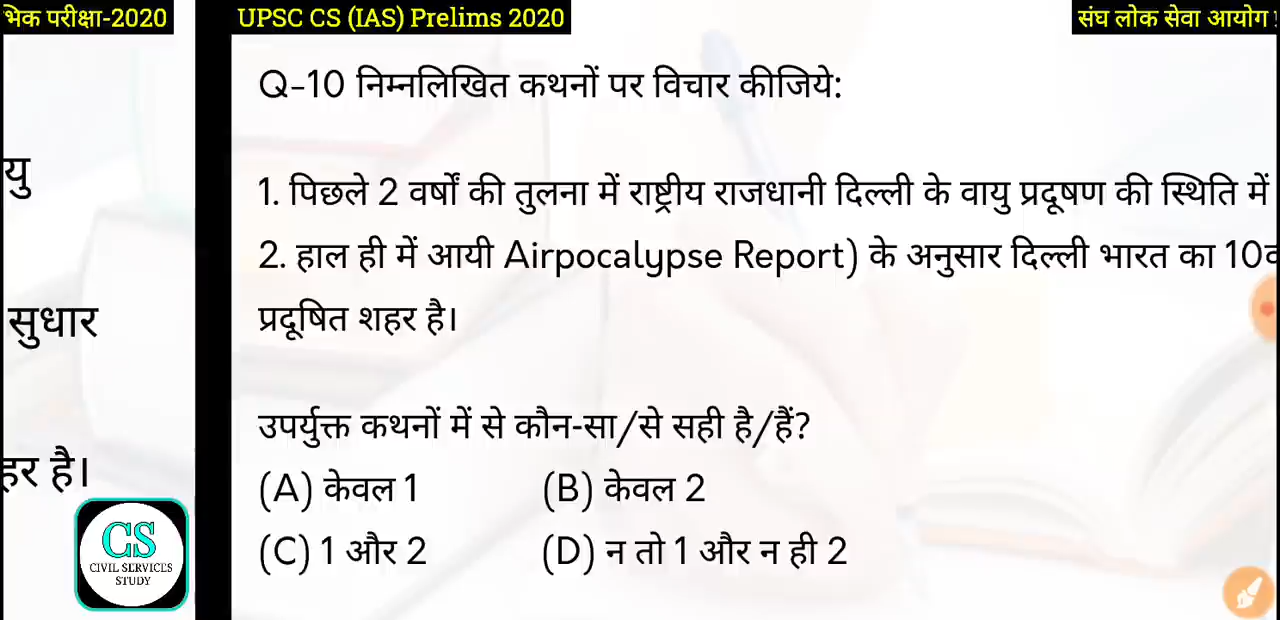 भिक परीक्षा-2020
UPSC CS (IAS) Prelims 2020
संघ लोक सेवा आयोग
Q-10 निम्नलिखित कथनों पर विचार कीजिये:
यु
1. पिछले 2 वर्षों की तुलना में राष्ट्रीय राजधानी दिल्ली के वायु प्रदूषण की स्थिति में
2. हाल ही में आयी Airpocalypse Report) के अनुसार दिल्ली भारत का 10व
प्रदूषित शहर है।
सुधार
उपर्युक्त कथनों में से कौन-सा/से सही है/हैं?
हर है।
(A) केवल 1 (B) केवल 2
(C) 1 और 2 (D) न तो 1 और न ही 2
CS
CIVIL SERVICES
STUDY